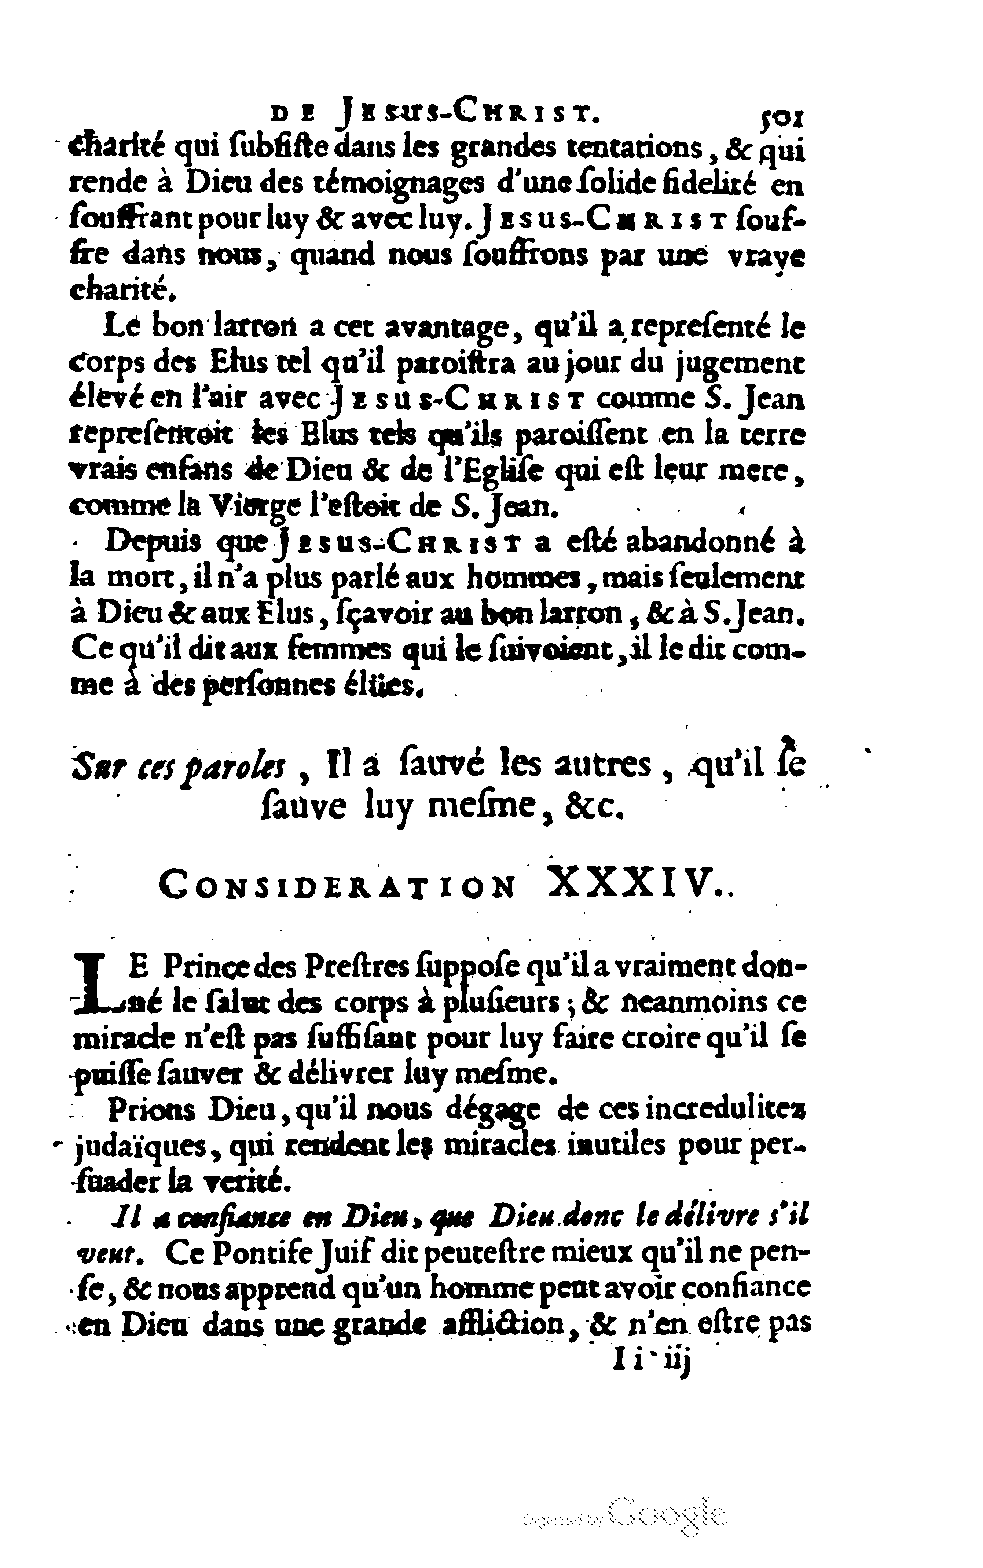 DE JESUS-CHRIST. 501
charité qui ſubſiſte dans les grandes tentations, & qui
rende à Dieu des témoignages d'une ſolide fidelité en
ſouffrant pour luy & avec luy. JESUS-CHRIST ſouf-
fre dans nous, quand nous ſouffrons par une vraye
charité.
Le bon larron a cet avantage, qu'il a repreſenté le
corps des Elus tel qu'il paroiſtra au jour du jugement
élevé en l'air avec JESUS-CHRIST comme S. Jean
repreſentoit les Elus tels qu'ils paroiſſent en la terre
vrais enfans de Dieu & de l'Egliſe qui eſt leur mere,
comme la Vierge l'eſtoit de S. Jean.
Depuis que JESUS-CHRIST a eſté abandonné à
la mort, il n'a plus parlé aux hommes, mais ſeulement
à Dieu & aux Elus, ſçavoir au bon larron, & à S. Jean.
Ce qu'il dit aux femmes qui le ſuivoient, il le dit com-
me à des perſonnes élûes.
Sur ces paroles, Il a ſauvé les autres, qu'il ſe
ſauve luy meſme, &c.
CONSIDERATION XXXIV.
LE Prince des Preſtres ſuppoſe qu'il a vraiment don-
né le ſalut des corps à pluſieurs; & neanmoins ce
miracle n'eſt pas ſuffiſant pour luy faire croire qu'il ſe
puiſſe ſauver & délivrer luy meſme.
Prions Dieu, qu'il nous dégage de ces incredulitez
judaïques, qui rendent les miracles inutiles pour per-
ſuader la verité.
Il a confiance en Dieu, que Dieu donc le délivre s'il
veut. Ce Pontife Juif dit peuteſtre mieux qu'il ne pen-
ſe, & nous apprend qu'un homme peut avoir confiance
en Dieu dans une grande affliction, & n'en eſtre pas
Ii iij
Digitized by Google